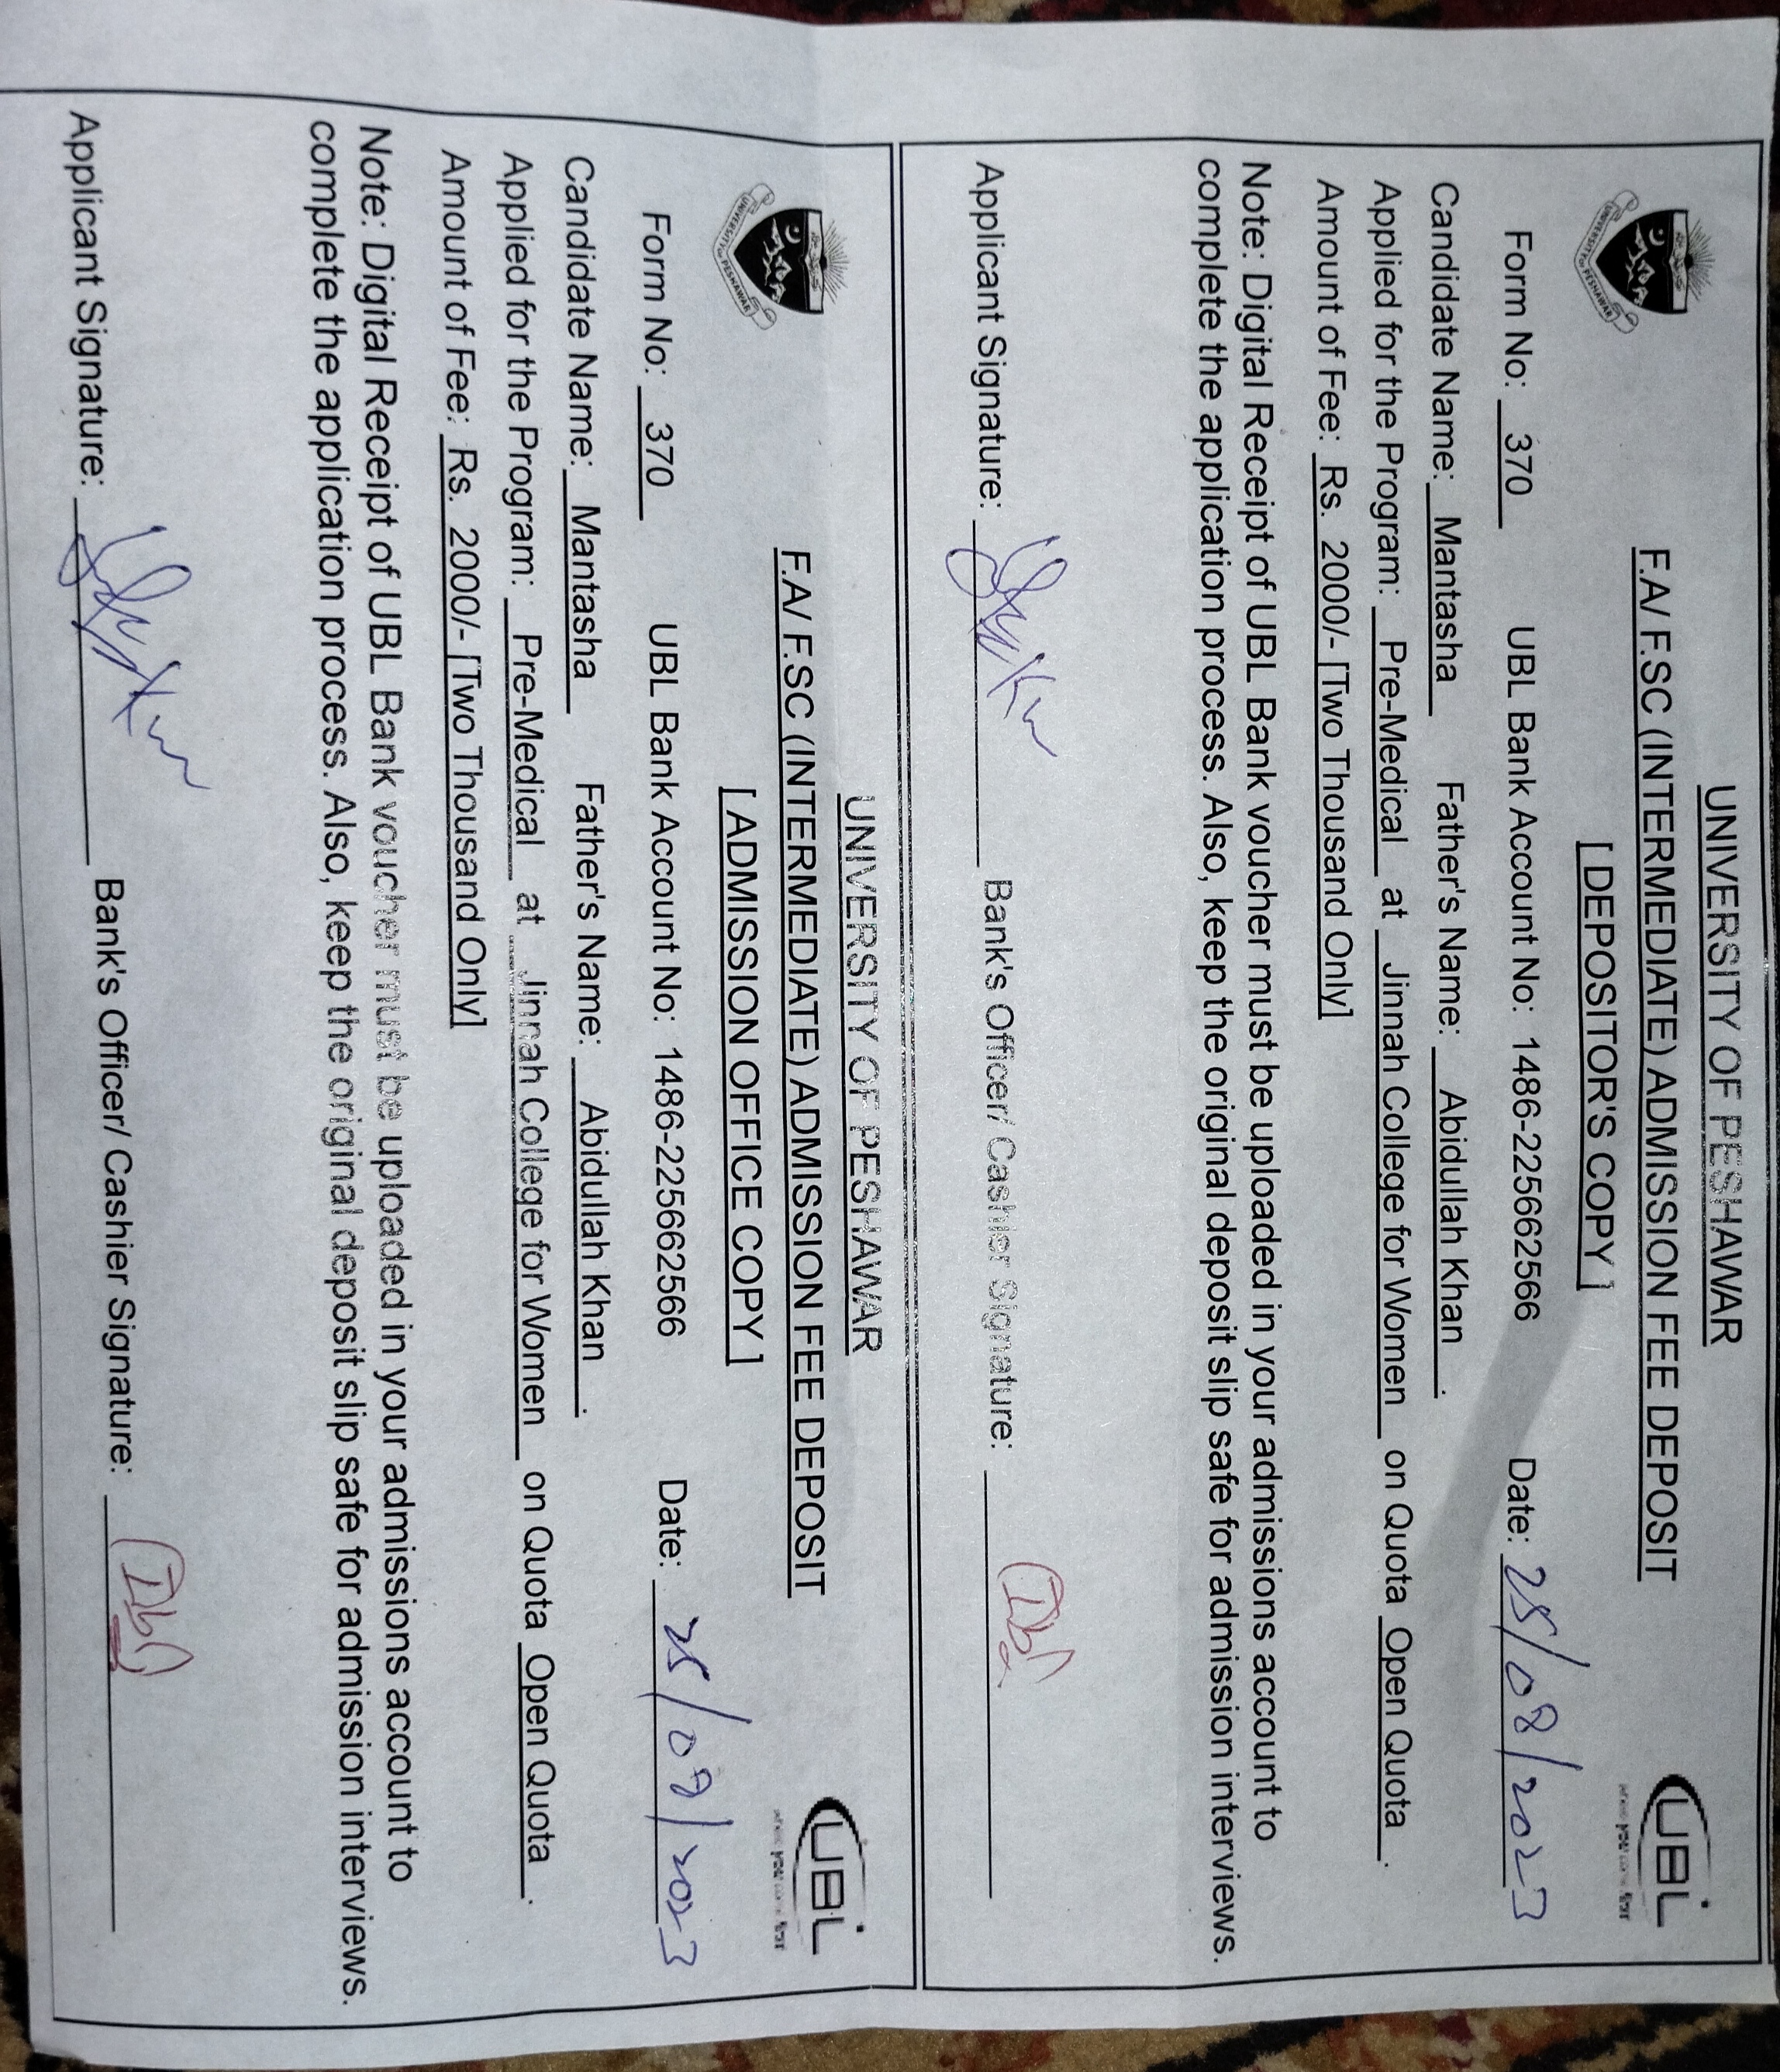 UNIVERSITY OF PESHAWAR
F.A/ F.SC (INTERMEDIATE) ADMISSION FEE DEPOSIT
[ DEPOSITOR'S COPY ]
UBL
where you come first
UNIVERSITY OF PESHAWAR
Form No: 370 UBL Bank Account No: 1486-225662566 Date: 25/08/2023
Candidate Name: Mantasha Father's Name: Abidullah Khan .
Applied for the Program: Pre-Medical at Jinnah College for Women on Quota Open Quota .
Amount of Fee: Rs. 2000/- [Two Thousand Only]
Note: Digital Receipt of UBL Bank voucher must be uploaded in your admissions account to
complete the application process. Also, keep the original deposit slip safe for admission interviews.
Applicant Signature: Bank's Officer/ Cashier Signature:
UNIVERSITY OF PESHAWAR
F.A/ F.SC (INTERMEDIATE) ADMISSION FEE DEPOSIT
[ ADMISSION OFFICE COPY ]
UBL
where you come first
UNIVERSITY OF PESHAWAR
Form No: 370 UBL Bank Account No: 1486-225662566 Date: 25/08/2023
Candidate Name: Mantasha Father's Name: Abidullah Khan .
Applied for the Program: Pre-Medical at Jinnah College for Women on Quota Open Quota .
Amount of Fee: Rs. 2000/- [Two Thousand Only]
Note: Digital Receipt of UBL Bank voucher must be uploaded in your admissions account to
complete the application process. Also, keep the original deposit slip safe for admission interviews.
Applicant Signature: Bank's Officer/ Cashier Signature: